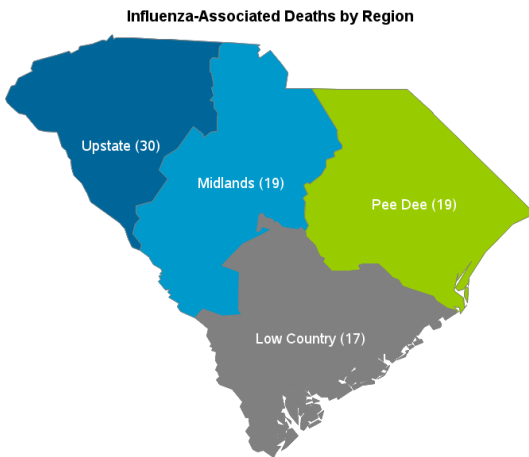 Influenza-Associated Deaths by Region
Upstate (30)
Midlands (19)
Pee Dee (19)
Low Country (17)